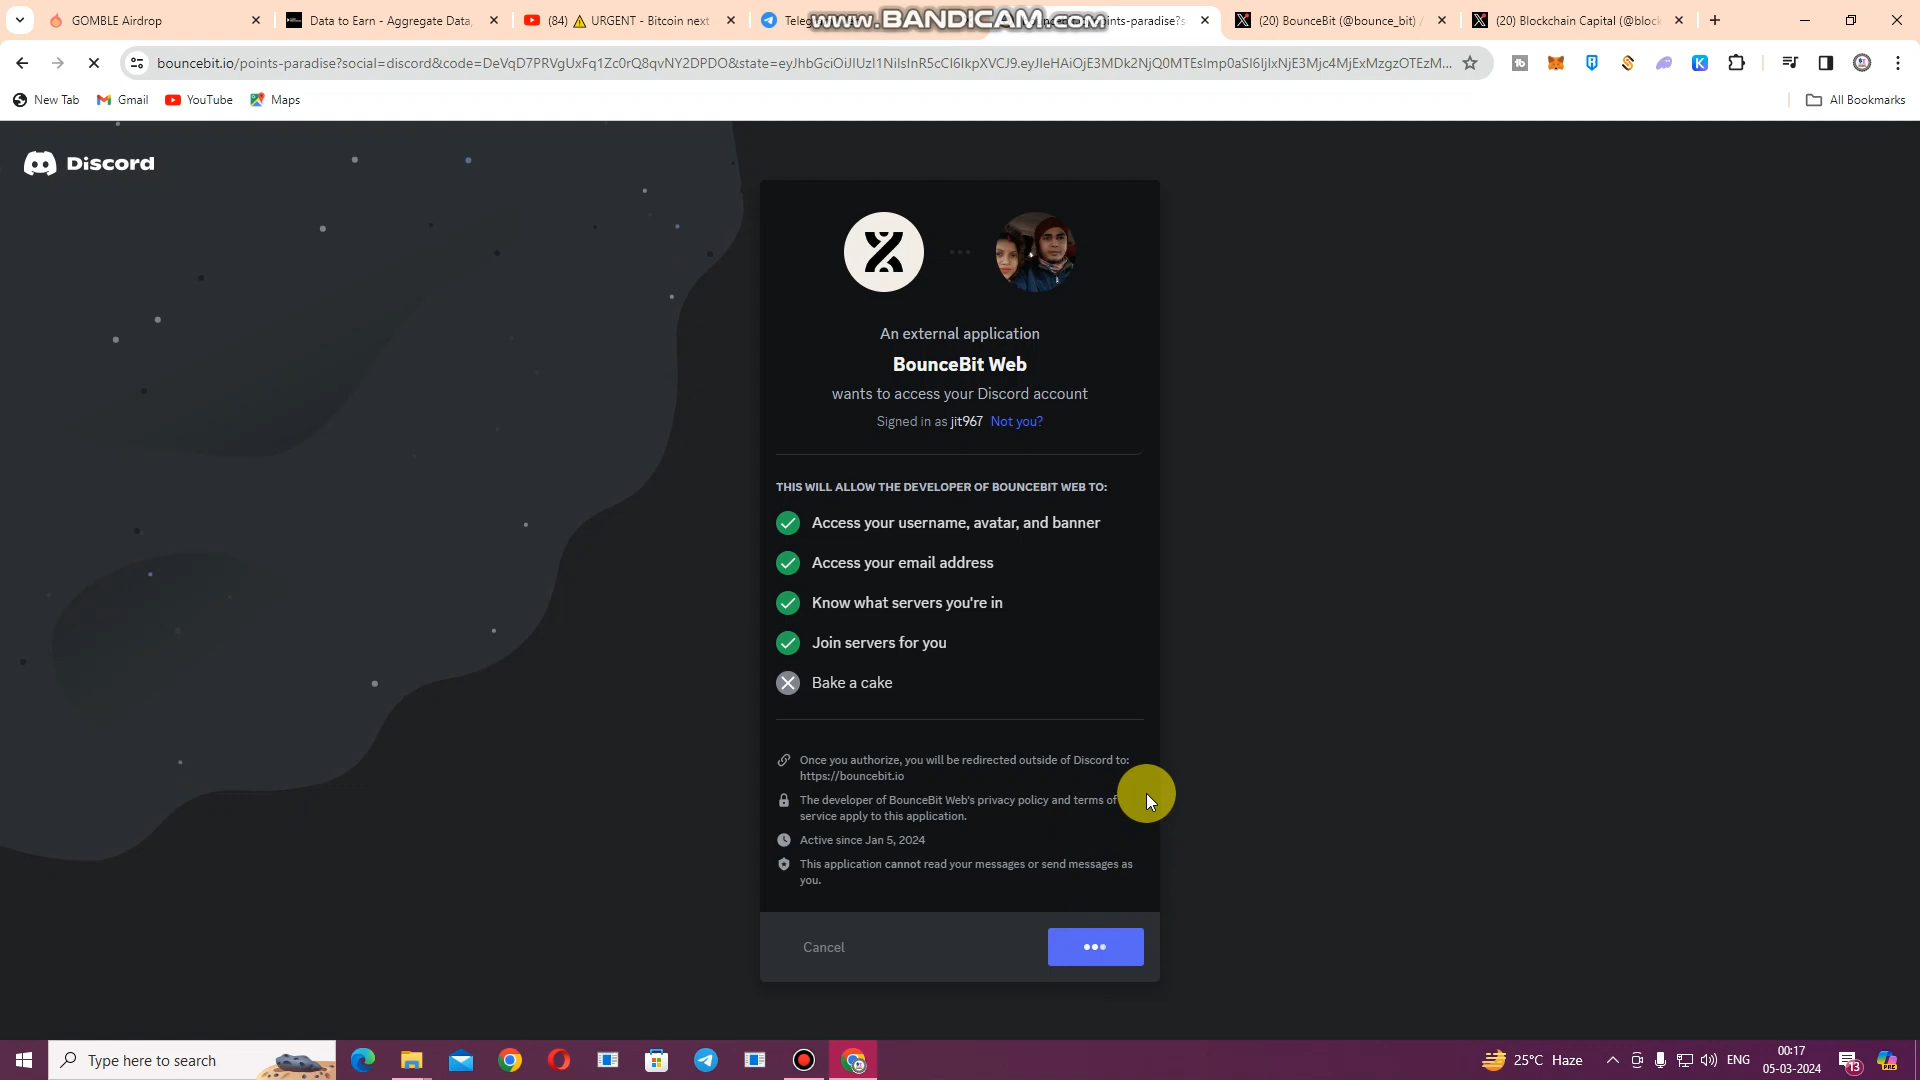 GOMBLE Airdrop
Data to Earn - Aggregate Data,
(84) URGENT - Bitcoin next
www.BANDICAM.com
points-paradise?s
(20) BounceBit (@bounce_bit) /
(20) Blockchain Capital (@block
bouncebit.io/points-paradise?social=discord&code=
New Tab
Gmail
YouTube
Maps
All Bookmarks
Discord
An external application
BounceBit Web
wants to access your Discord account
Signed in as jit967 Not you?
THIS WILL ALLOW THE DEVELOPER OF BOUNCEBIT WEB TO:
Access your username, avatar, and banner
Access your email address
Know what servers you're in
Join servers for you
Bake a cake
Once you authorize, you will be redirected outside of Discord to:
https://bouncebit.io
The developer of BounceBit Web's privacy policy and terms of
service apply to this application.
Active since Jan 5, 2024
This application cannot read your messages or send messages as
you.
Cancel
Type here to search
25°C Haze
ENG
00:17
05-03-2024
13